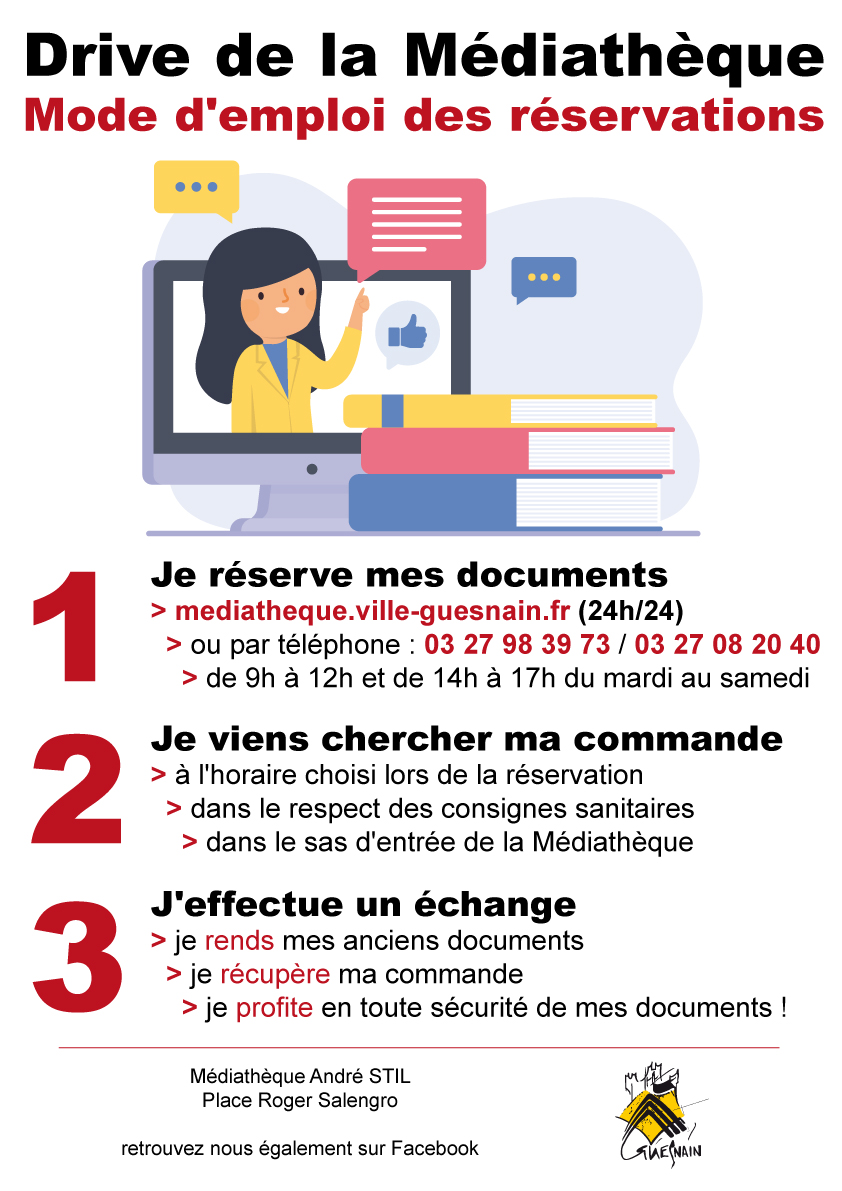 Drive de la Médiathèque
Mode d'emploi des réservations
1
Je réserve mes documents
> mediatheque.ville-guesnain.fr (24h/24)
> ou par téléphone : 03 27 98 39 73 / 03 27 08 20 40
> de 9h à 12h et de 14h à 17h du mardi au samedi
2
Je viens chercher ma commande
> à l'horaire choisi lors de la réservation
> dans le respect des consignes sanitaires
> dans le sas d'entrée de la Médiathèque
3
J'effectue un échange
> je rends mes anciens documents
> je récupère ma commande
> je profite en toute sécurité de mes documents !
Médiathèque André STIL
Place Roger Salengro
retrouvez nous également sur Facebook
GUESNAIN